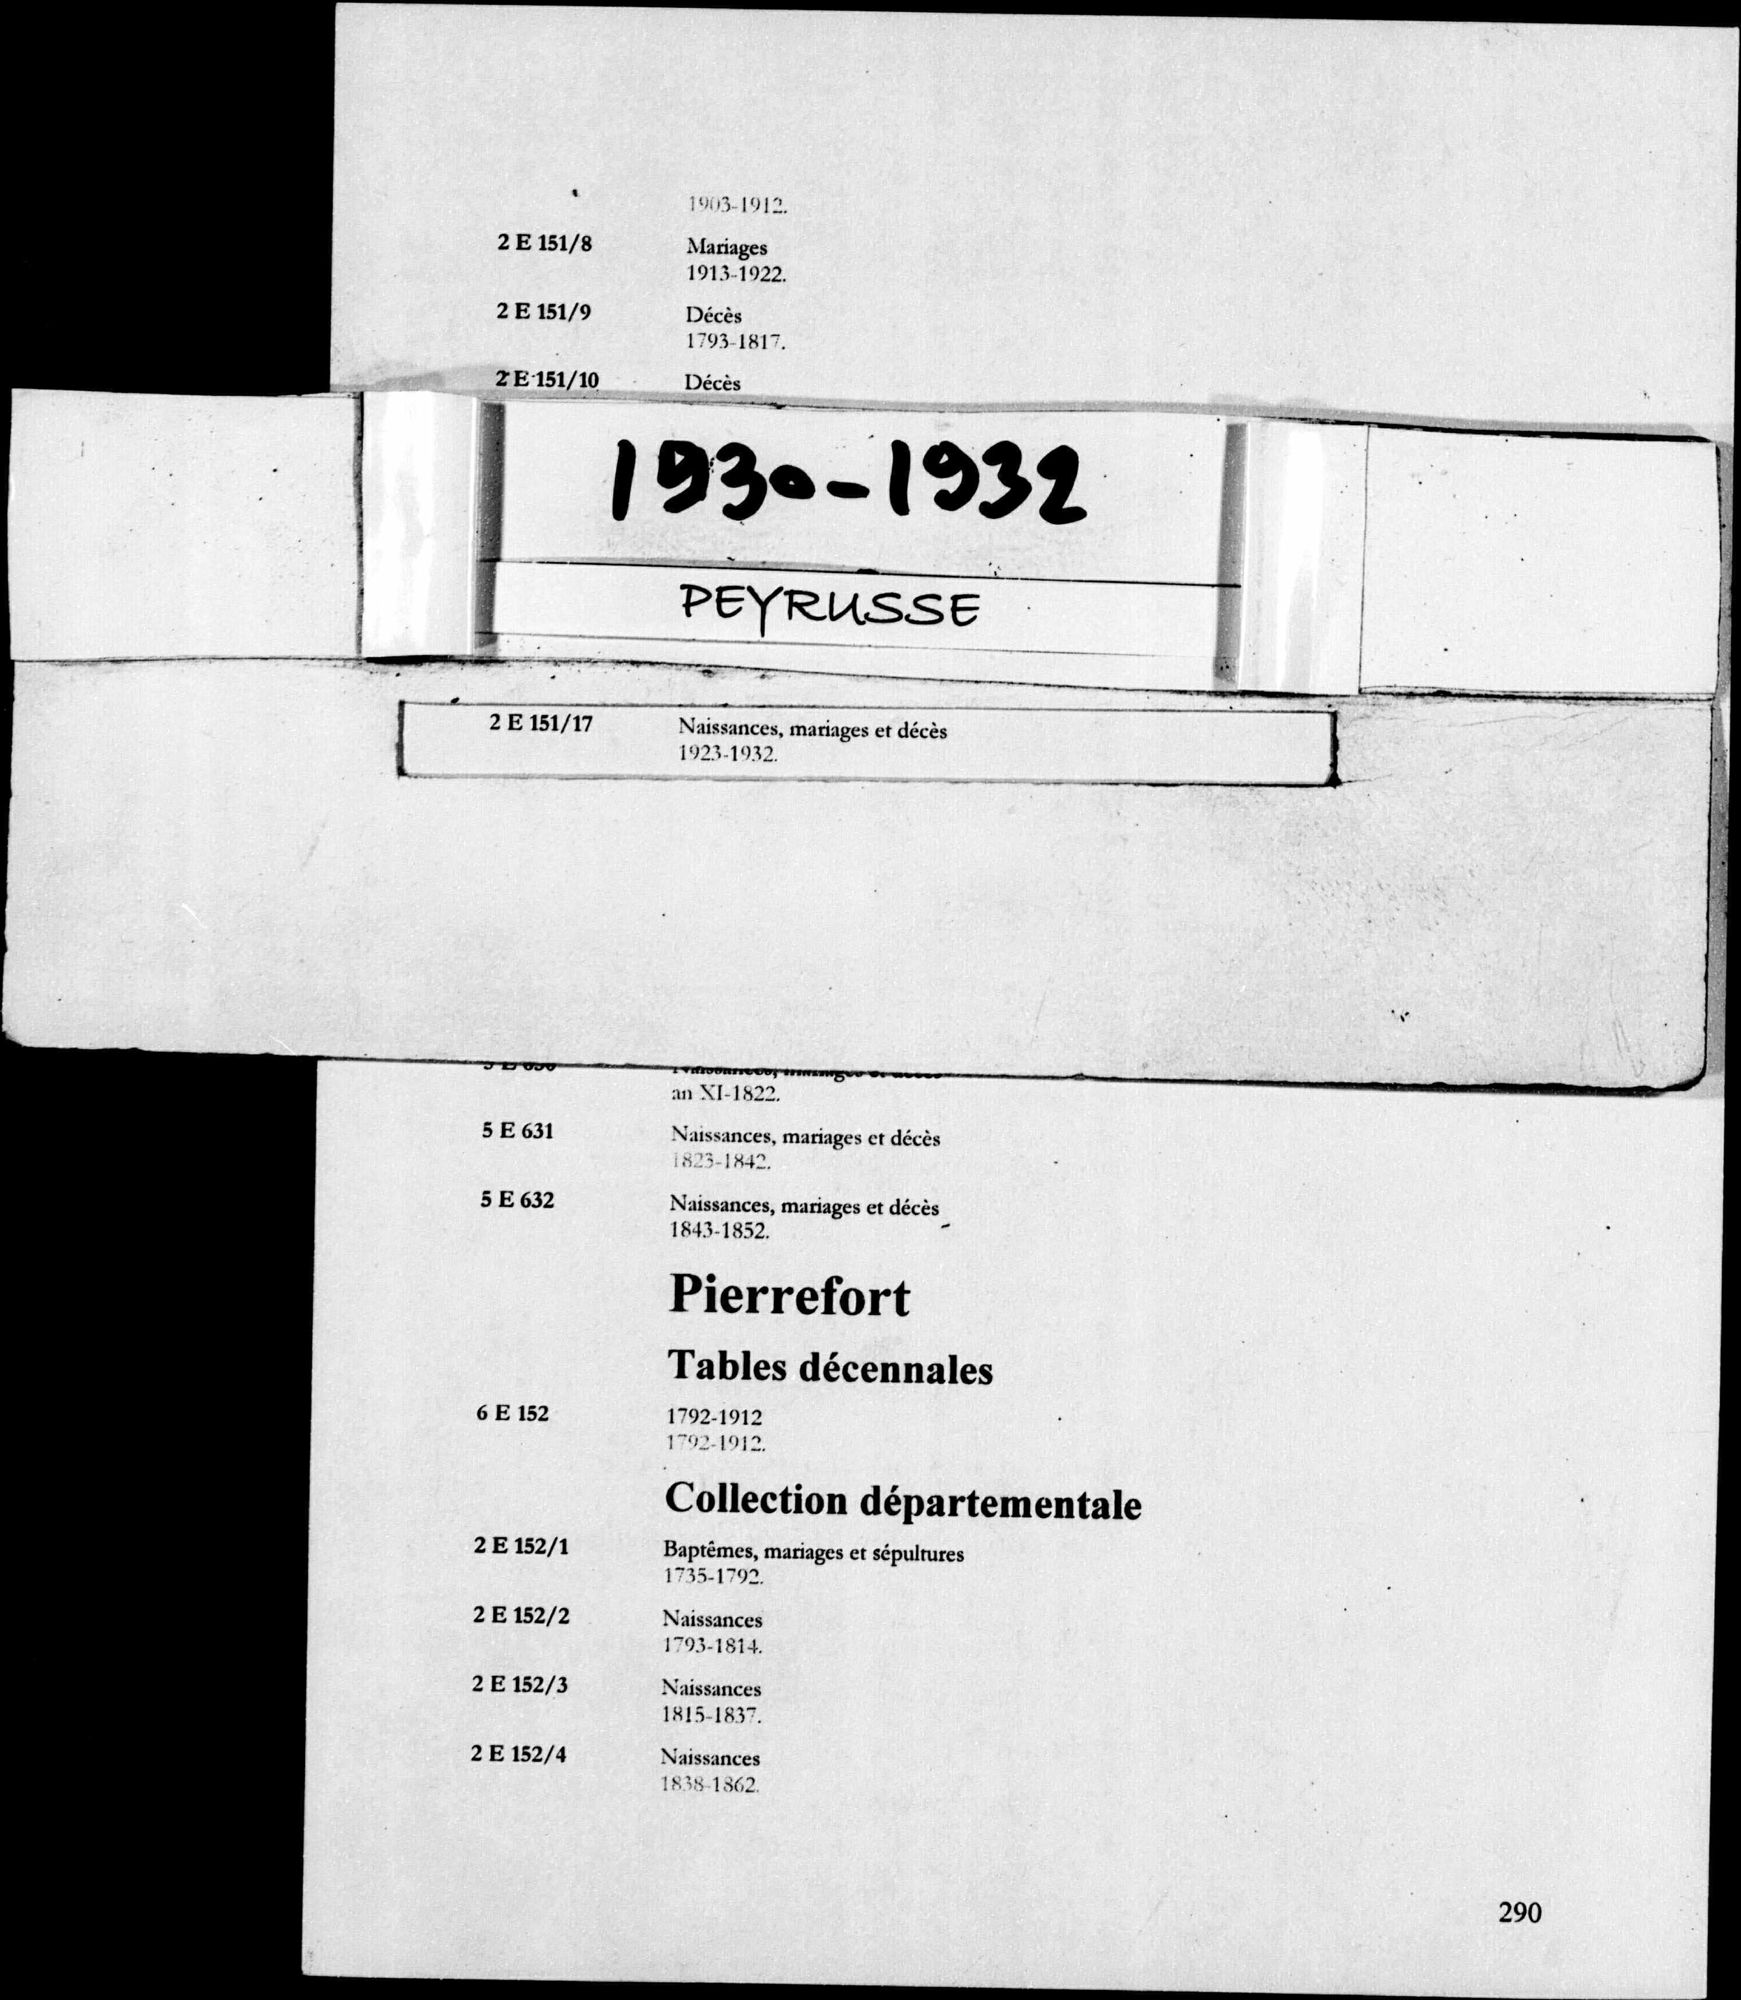 1903-1912.
2 E 151/8 Mariages
1913-1922.
2 E 151/9 Décès
1793-1817.
2 E 151/10 Décès
1930-1932
PEYRUSSE
2 E 151/17 Naissances, mariages et décès
1923-1932.
an XI-1822.
5 E 631 Naissances, mariages et décès
1823-1842.
5 E 632 Naissances, mariages et décès
1843-1852.
Pierrefort
Tables décennales
6 E 152 1792-1912
1792-1912.
Collection départementale
2 E 152/1 Baptêmes, mariages et sépultures
1735-1792.
2 E 152/2 Naissances
1793-1814.
2 E 152/3 Naissances
1815-1837.
2 E 152/4 Naissances
1838-1862.
290